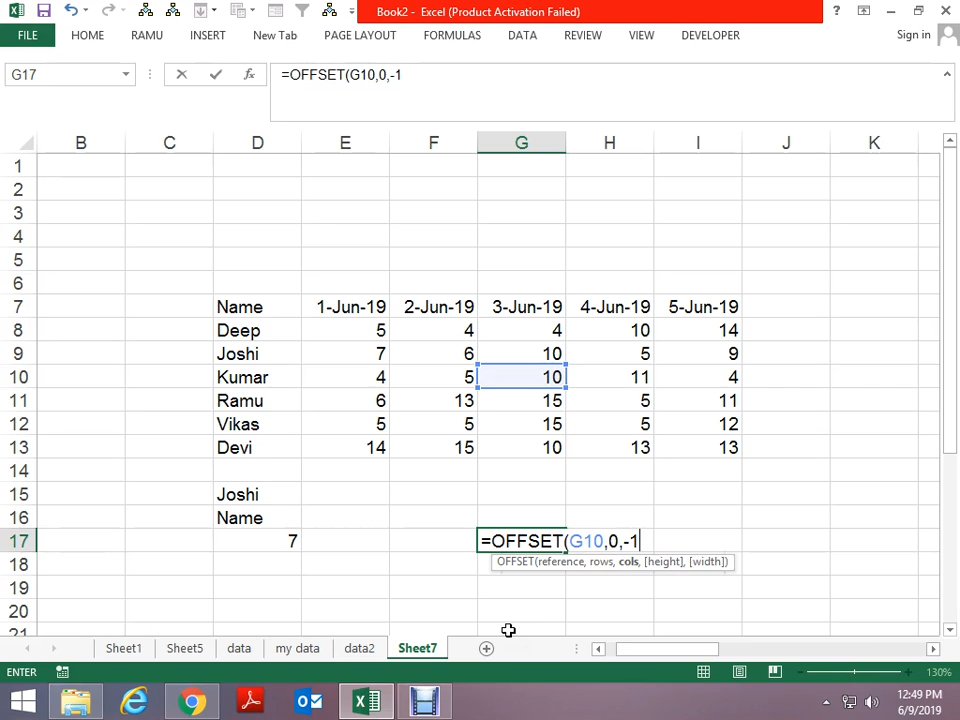 Book2 - Excel (Product Activation Failed)
?
FILE HOME RAMU INSERT New Tab PAGE LAYOUT FORMULAS DATA REVIEW VIEW DEVELOPER Sign in
G17 fx =OFFSET(G10,0,-1
B C D E F G H I J K
1
2
3
4
5
6
7 Name 1-Jun-19 2-Jun-19 3-Jun-19 4-Jun-19 5-Jun-19
8 Deep 5 4 4 10 14
9 Joshi 7 6 10 5 9
10 Kumar 4 5 10 11 4
11 Ramu 6 13 15 5 11
12 Vikas 5 5 15 5 12
13 Devi 14 15 10 13 13
14
15 Joshi
16 Name
17 7 =OFFSET(G10,0,-1
18 OFFSET(reference, rows, cols, [height], [width])
19
20
21
Sheet1 Sheet5 data my data data2 Sheet7
ENTER 130%
12:49 PM
6/9/2019